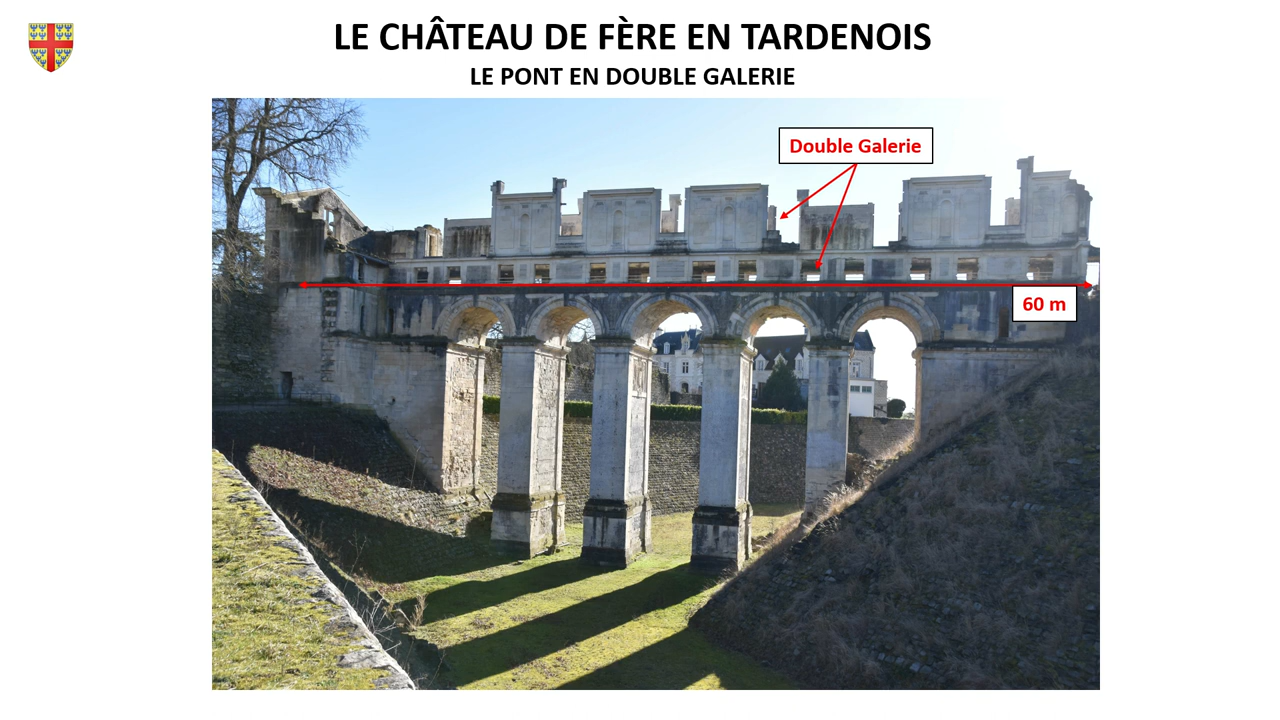 LE CHÂTEAU DE FÈRE EN TARDENOIS
LE PONT EN DOUBLE GALERIE
Double Galerie
60 m